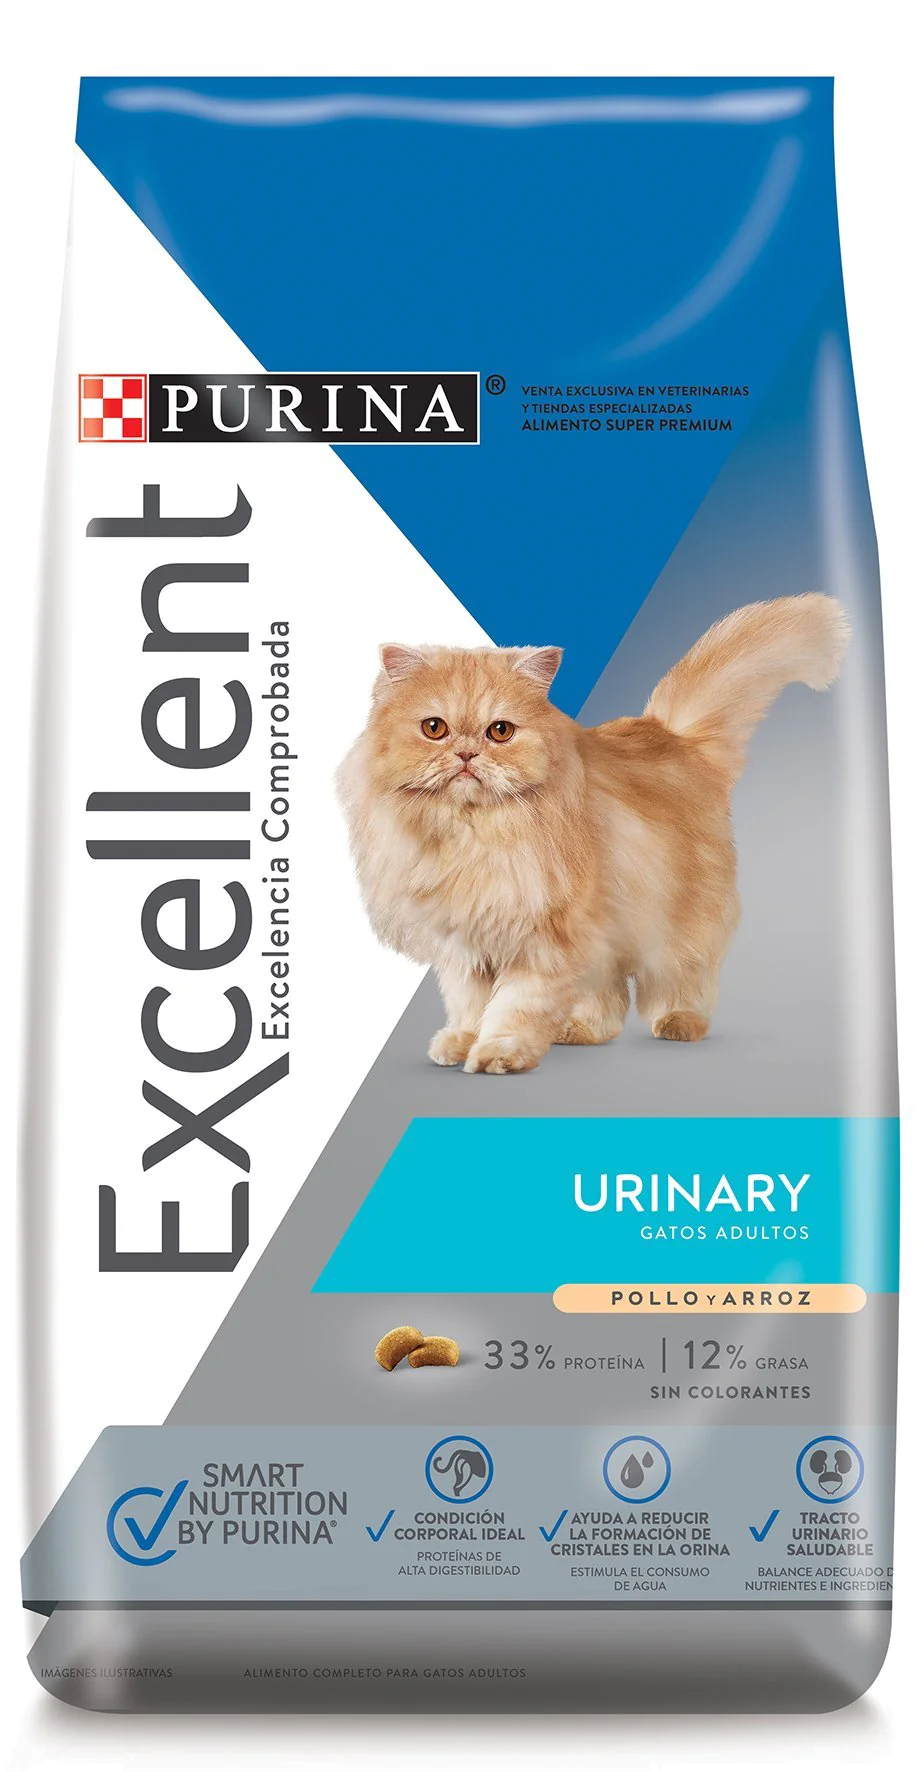 PURINA®
VENTA EXCLUSIVA EN VETERINARIAS
Y TIENDAS ESPECIALIZADAS
ALIMENTO SUPER PREMIUM
Excellent
Excelencia Comprobada
URINARY
GATOS ADULTOS
POLLO Y ARROZ
33% PROTEÍNA | 12% GRASA
SIN COLORANTES
SMART
NUTRITION
BY PURINA®
CONDICIÓN
CORPORAL IDEAL
PROTEÍNAS DE
ALTA DIGESTIBILIDAD
AYUDA A REDUCIR
LA FORMACIÓN DE
CRISTALES EN LA ORINA
ESTIMULA EL CONSUMO
DE AGUA
TRACTO
URINARIO
SALUDABLE
BALANCE ADECUADO
NUTRIENTES E
IMÁGENES ILUSTRATIVAS
ALIMENTO COMPLETO PARA GATOS ADULTOS